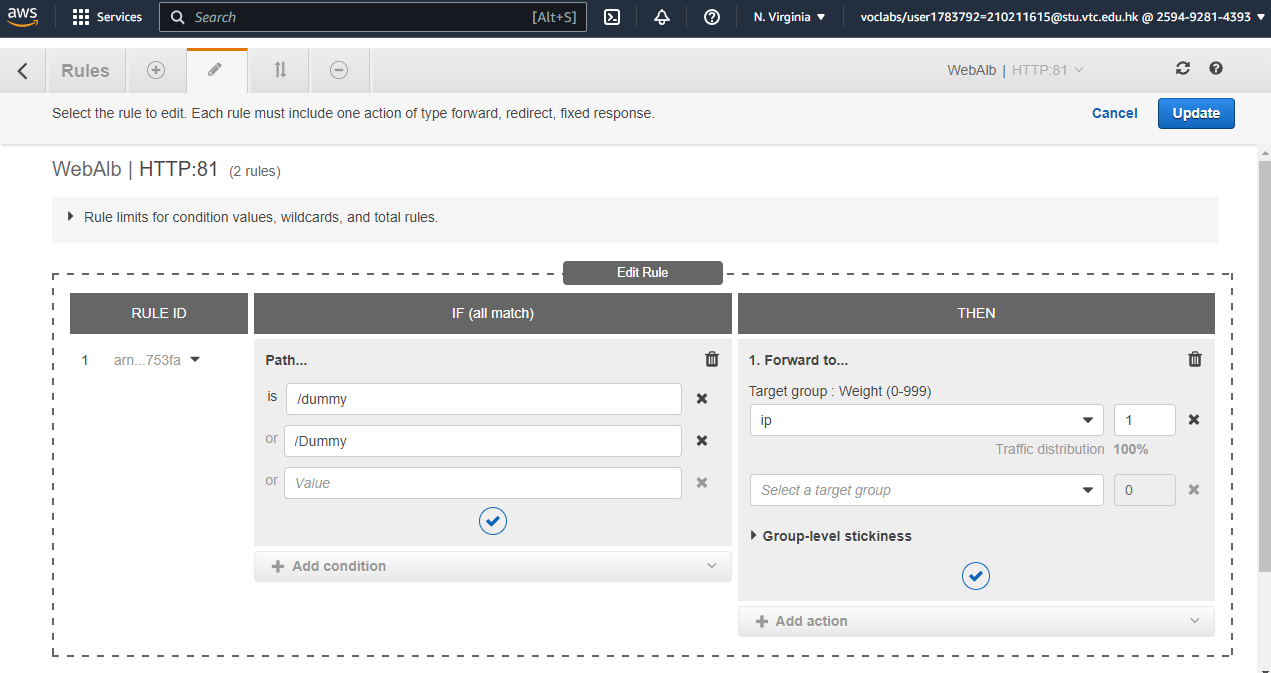 aws
Services
Search [Alt+S]
N. Virginia
voclabs/user1783792=210211615@stu.vtc.edu.hk @ 2594-9281-4393
Rules
WebAlb | HTTP:81
Select the rule to edit. Each rule must include one action of type forward, redirect, fixed response.
Cancel
Update
WebAlb | HTTP:81 (2 rules)
Rule limits for condition values, wildcards, and total rules.
Edit Rule
RULE ID
IF (all match)
THEN
1 arn...753fa
Path...
is /dummy
or /Dummy
or Value
Add condition
1. Forward to...
Target group : Weight (0-999)
ip 1
Traffic distribution 100%
Select a target group 0
Group-level stickiness
Add action